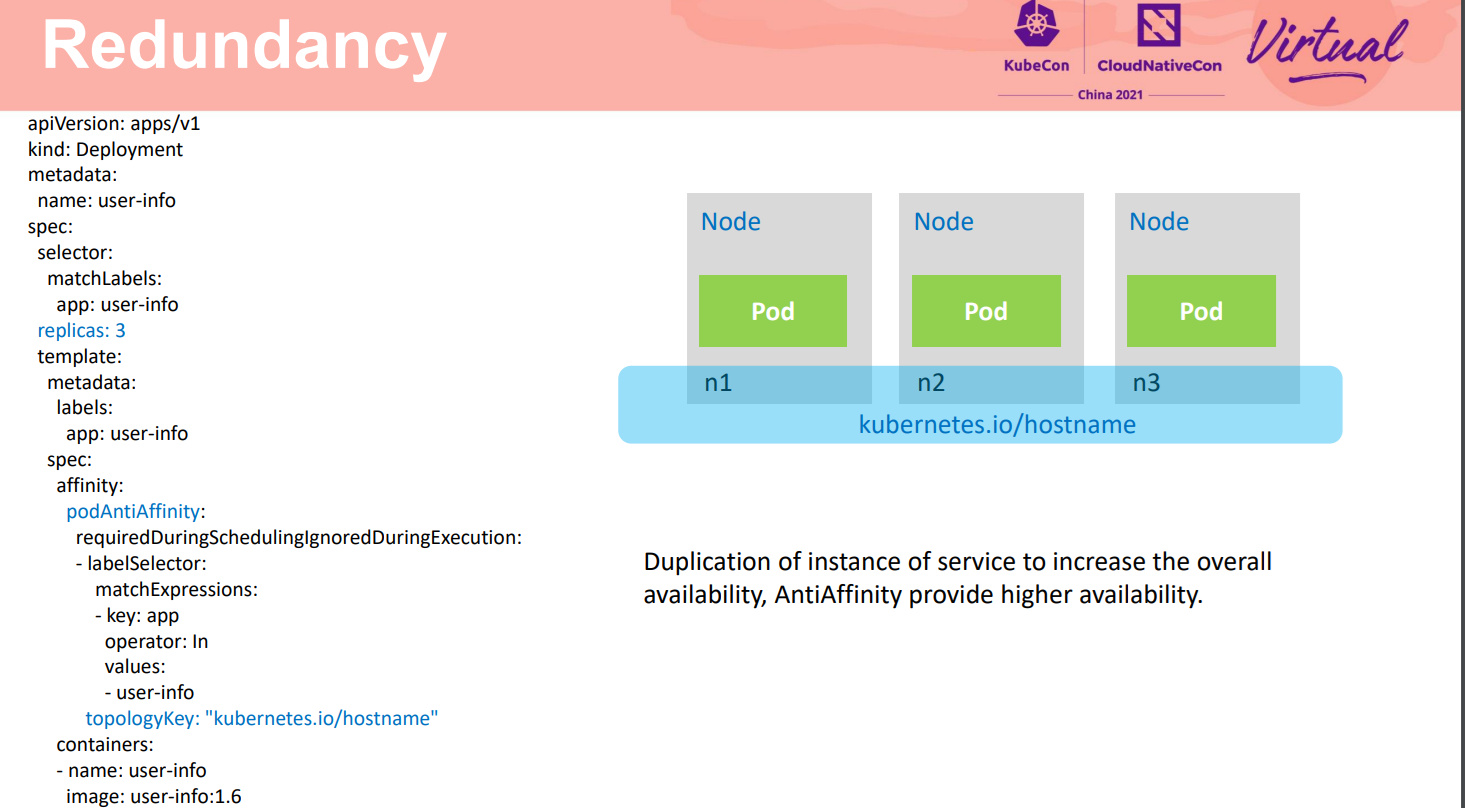 Redundancy
KubeCon
CloudNativeCon
China 2021
Virtual
apiVersion: apps/v1
kind: Deployment
metadata:
name: user-info
spec:
selector:
matchLabels:
app: user-info
replicas: 3
template:
metadata:
labels:
app: user-info
spec:
affinity:
podAntiAffinity:
requiredDuringSchedulingIgnoredDuringExecution:
- labelSelector:
matchExpressions:
- key: app
operator: In
values:
- user-info
topologyKey: "kubernetes.io/hostname"
containers:
- name: user-info
image: user-info:1.6
Node
Node
Node
Pod
Pod
Pod
n1
n2
n3
kubernetes.io/hostname
Duplication of instance of service to increase the overall
availability, AntiAffinity provide higher availability.